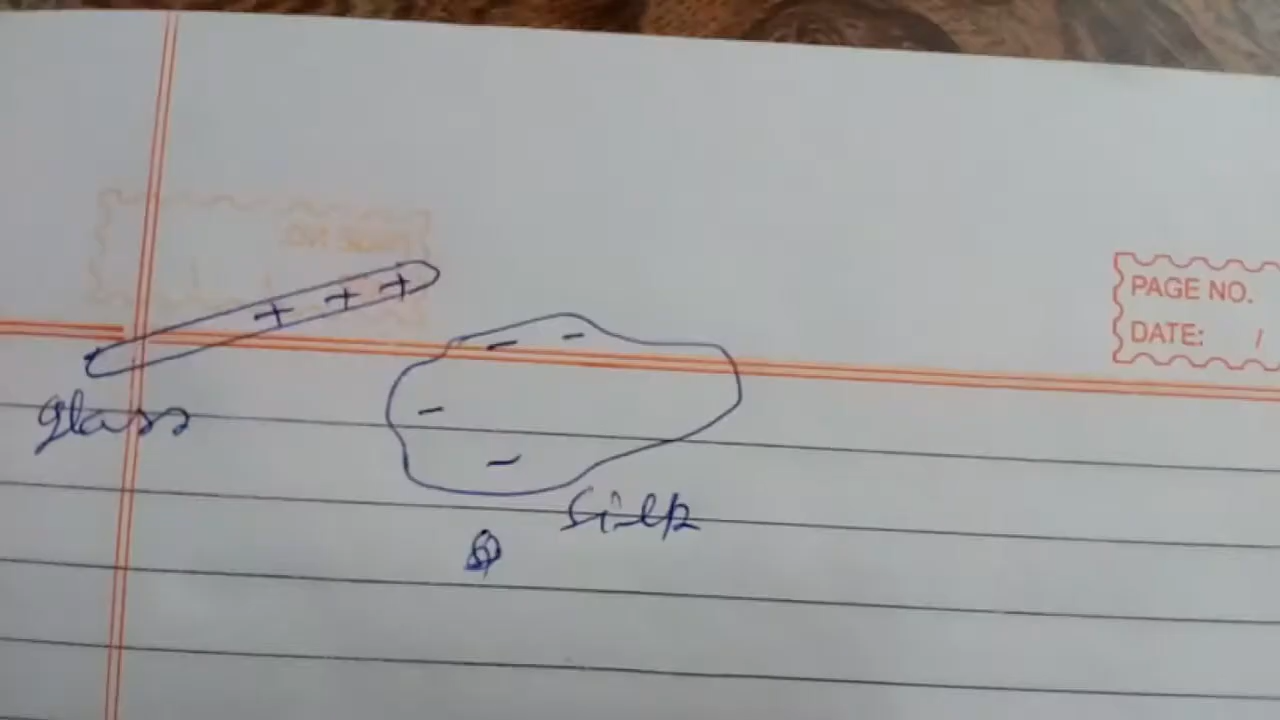 + + +
glass
- -
-
-
Silk
PAGE NO.
DATE: /